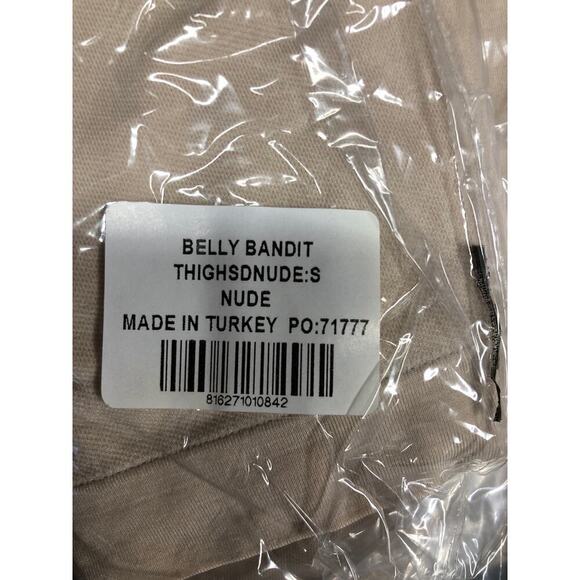 BELLY BANDIT
THIGHSDNUDE:S
NUDE
MADE IN TURKEY PO:71777
816271010842